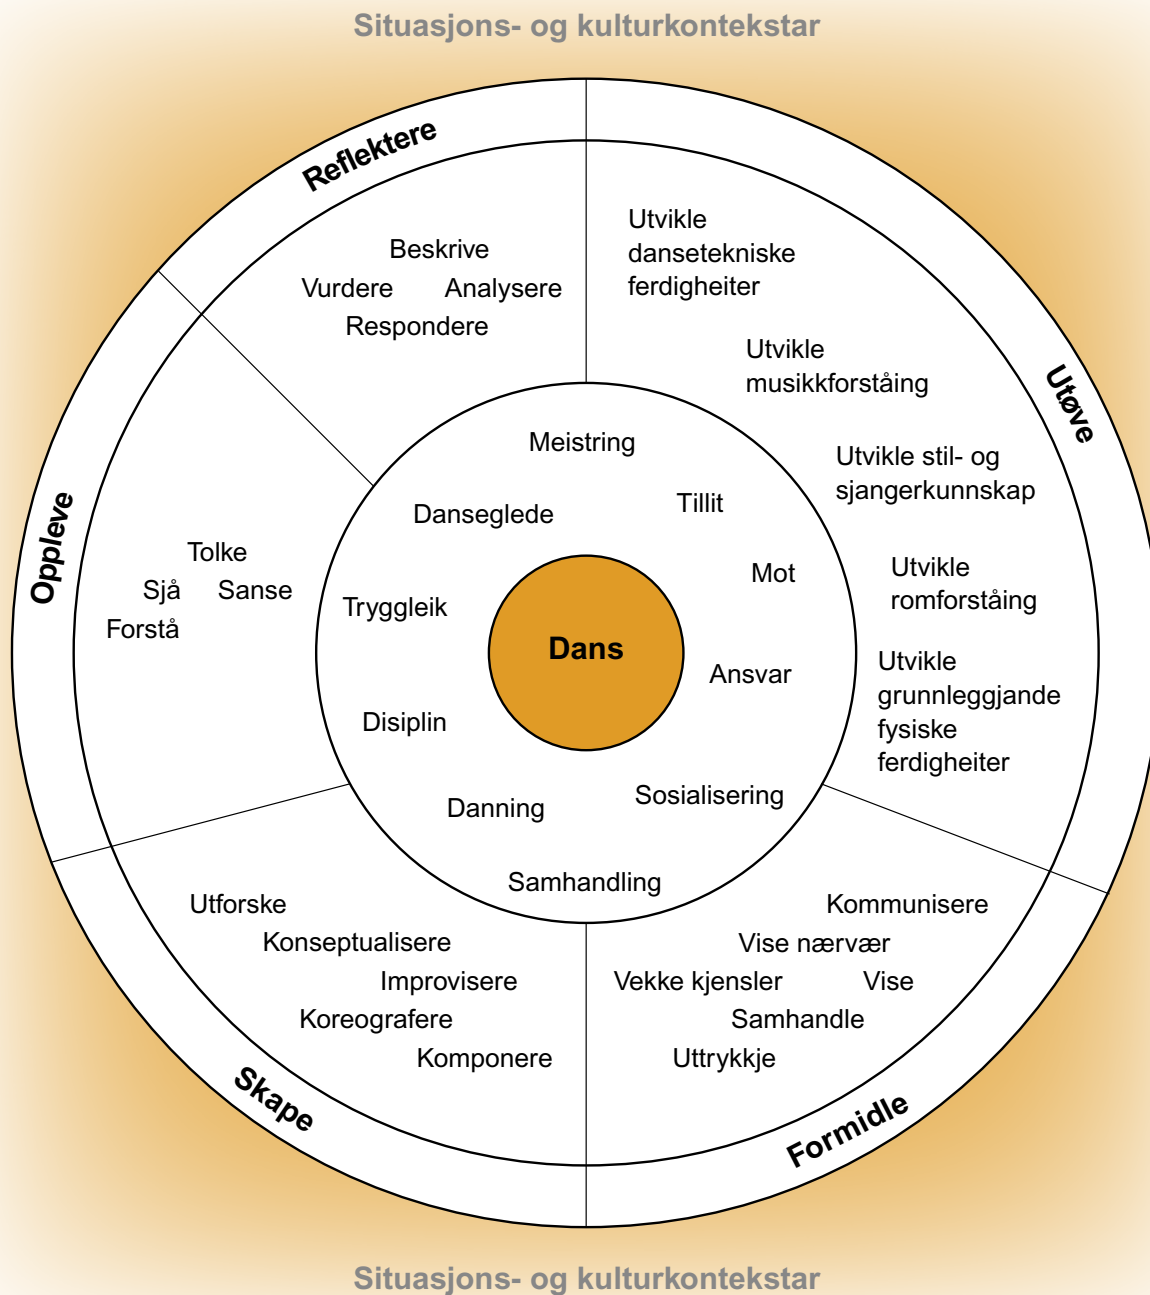 Situasjons- og kulturkontekstar
Reflektere
Beskrive
Vurdere Analysere
Respondere
Utøve
Utvikle
dansetekniske
ferdigheiter
Utvikle
musikkforståing
Utvikle stil- og
sjangerkunnskap
Utvikle
romforståing
Utvikle
grunnleggjande
fysiske
ferdigheiter
Oppleve
Tolke
Sjå Sanse
Forstå
Meistring
Danseglede
Tillit
Mot
Tryggleik
Dans
Ansvar
Disiplin
Danning
Sosialisering
Samhandling
Skape
Utforske
Konseptualisere
Improvisere
Koreografere
Komponere
Formidle
Kommunisere
Vise nærvær
Vekke kjensler Vise
Samhandle
Uttrykkje
Situasjons- og kulturkontekstar